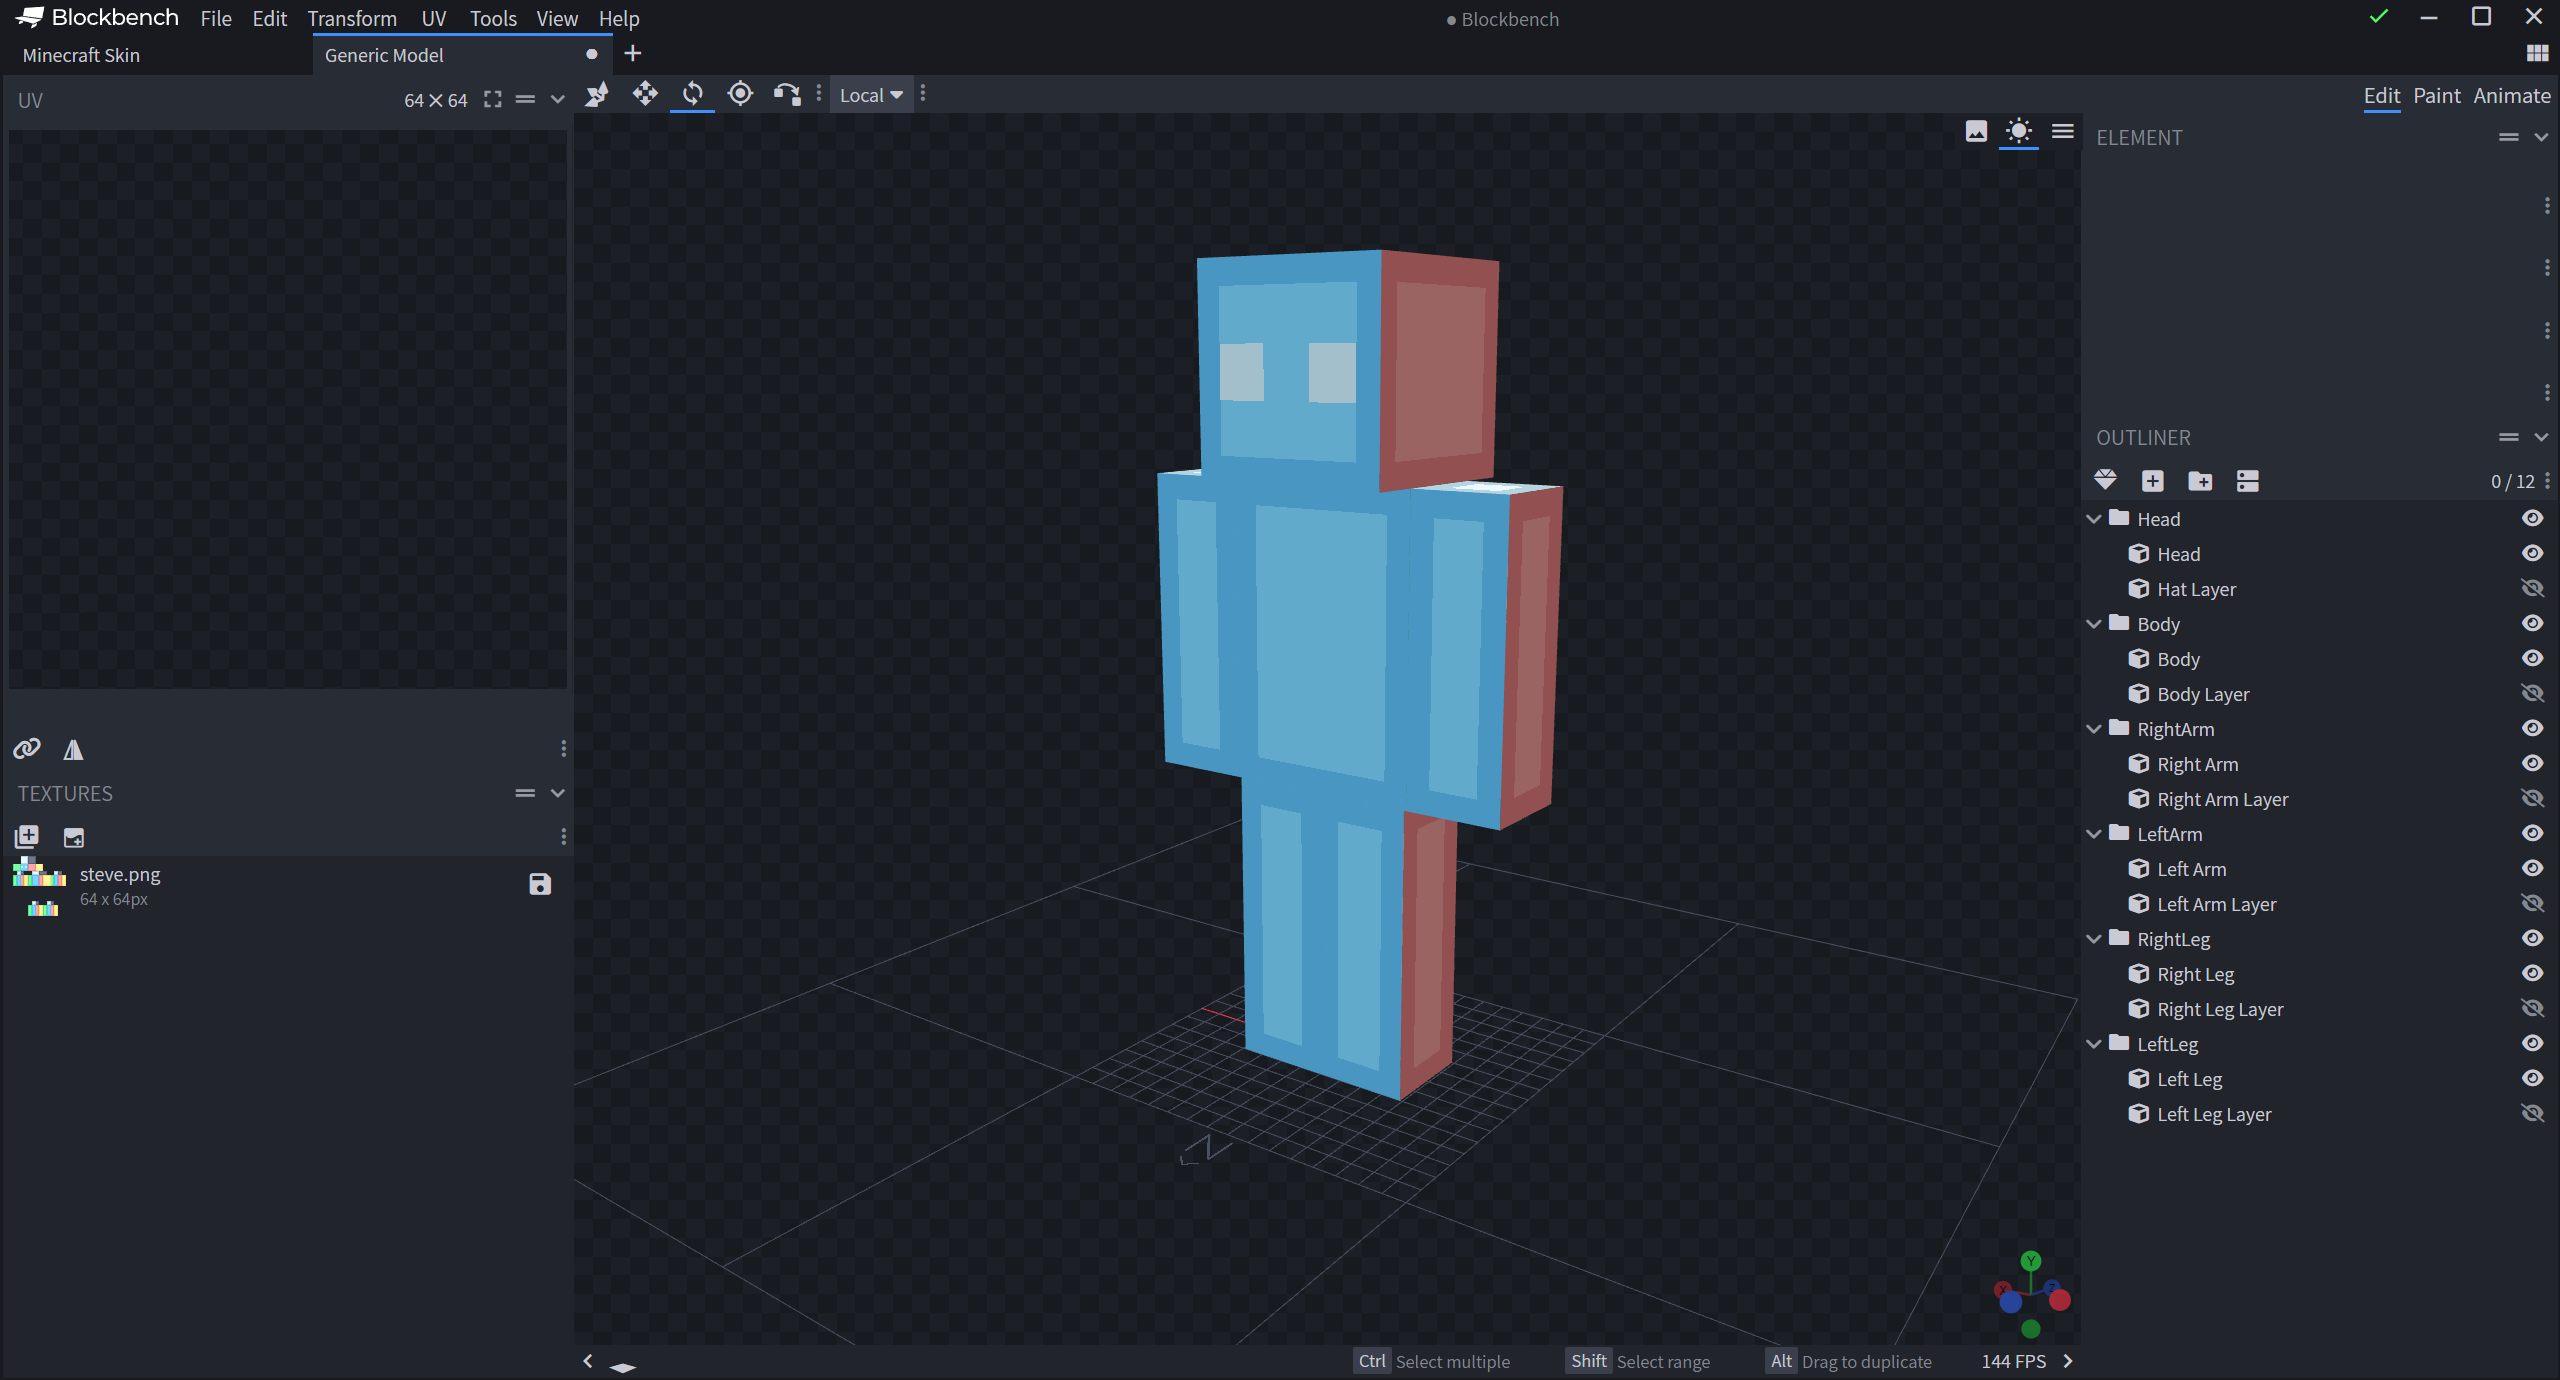 Blockbench File Edit Transform UV Tools View Help
Blockbench
Minecraft Skin
Generic Model
UV
64×64
Local
Edit Paint Animate
ELEMENT
OUTLINER
0 / 12
Head
Head
Hat Layer
Body
Body
Body Layer
RightArm
Right Arm
Right Arm Layer
LeftArm
Left Arm
Left Arm Layer
RightLeg
Right Leg
Right Leg Layer
LeftLeg
Left Leg
Left Leg Layer
TEXTURES
steve.png
64 x 64px
N
Y
X
Z
Ctrl Select multiple
Shift Select range
Alt Drag to duplicate
144 FPS